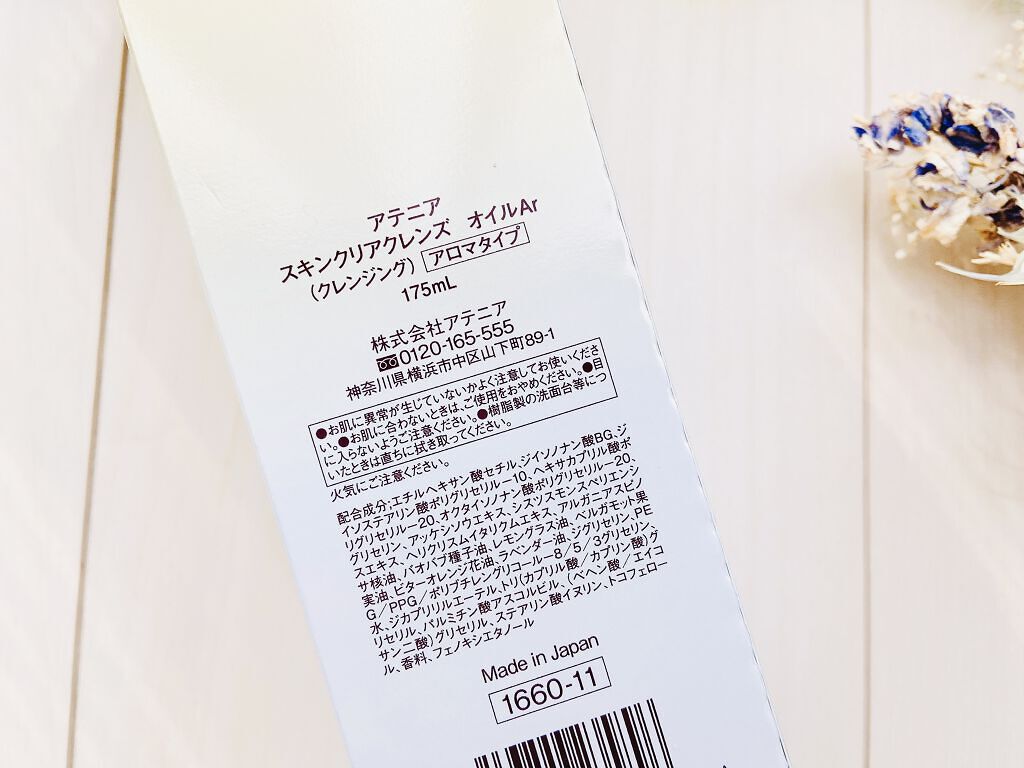 アテニア
スキンクリアクレンズ オイルAr
(クレンジング) アロマタイプ
175mL
株式会社アテニア
0120-165-555
神奈川県横浜市中区山下町89-1
●お肌に異常が生じていないかよく注意してお使いくださ
い。●お肌に合わないときは、ご使用をおやめください。●目
に入らないようご注意ください。●樹脂製の洗面台等につ
いたときは直ちに拭き取ってください。
火気にご注意ください。
配合成分:エチルヘキサン酸セチル、ジイソノナン酸BG、ジ
イソステアリン酸ポリグリセリル-10、ヘキサカプリル酸ポ
リグリセリル-20、オクタイソノナン酸ポリグリセリル-20、
グリセリン、アッケシソウエキス、シスツスモンスペリエンシ
スエキス、ヘリクリスムイタリクムエキス、アルガニアスピノ
サ核油、バオバブ種子油、レモングラス油、ベルガモット果
実油、ビターオレンジ花油、ラベンダー油、ジグリセリン、PE
G/PPG/ポリブチレングリコール-8/5/3グリセリン、
水、ジカプリリルエーテル、トリ(カプリル酸/カプリン酸)グ
リセリル、パルミチン酸アスコルビル、(ベヘン酸/エイコ
サン二酸)グリセリル、ステアリン酸イヌリン、トコフェロー
ル、香料、フェノキシエタノール
Made in Japan
1660-11